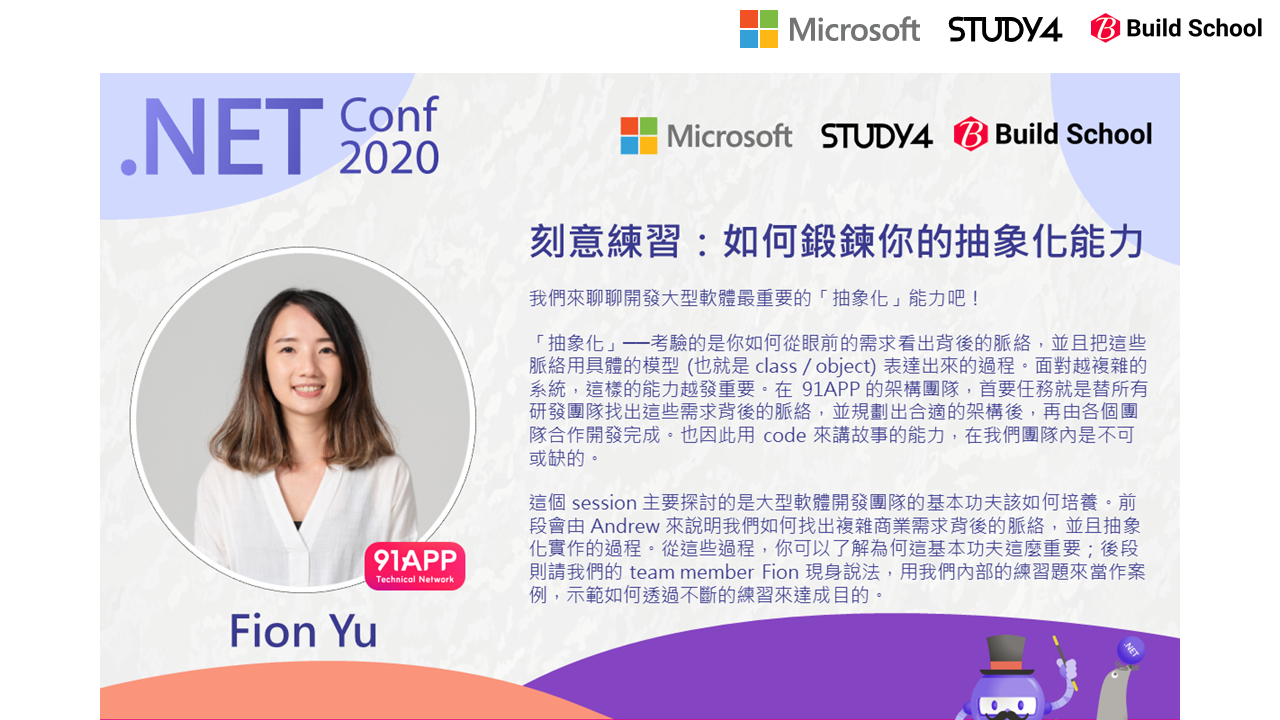 Microsoft STUDY4 Build School
.NET Conf 2020
Microsoft STUDY4 Build School
刻意練習：如何鍛鍊你的抽象化能力
我們來聊聊開發大型軟體最重要的「抽象化」能力吧！
「抽象化」──考驗的是你如何從眼前的需求看出背後的脈絡，並且把這些
脈絡用具體的模型 (也就是 class / object) 表達出來的過程。面對越複雜的
系統，這樣的能力越發重要。在 91APP 的架構團隊，首要任務就是替所有
研發團隊找出這些需求背後的脈絡，並規劃出合適的架構後，再由各個團
隊合作開發完成。也因此用 code 來講故事的能力，在我們團隊內是不可
或缺的。
這個 session 主要探討的是大型軟體開發團隊的基本功夫該如何培養。前
段會由 Andrew 來說明我們如何找出複雜商業需求背後的脈絡，並且抽象
化實作的過程。從這些過程，你可以了解為何這基本功夫這麼重要；後段
則請我們的 team member Fion 現身說法，用我們內部的練習題來當作案
例，示範如何透過不斷的練習來達成目的。
91APP
Technical Network
Fion Yu
.NET